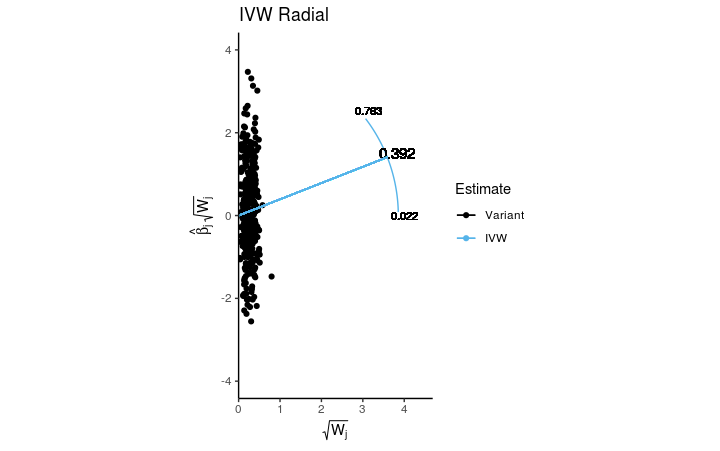 IVW Radial
4
2
0
-2
-4
β̂j√Wj
0.783
0.392
0.022
0 1 2 3 4
√Wj
Estimate
Variant
IVW